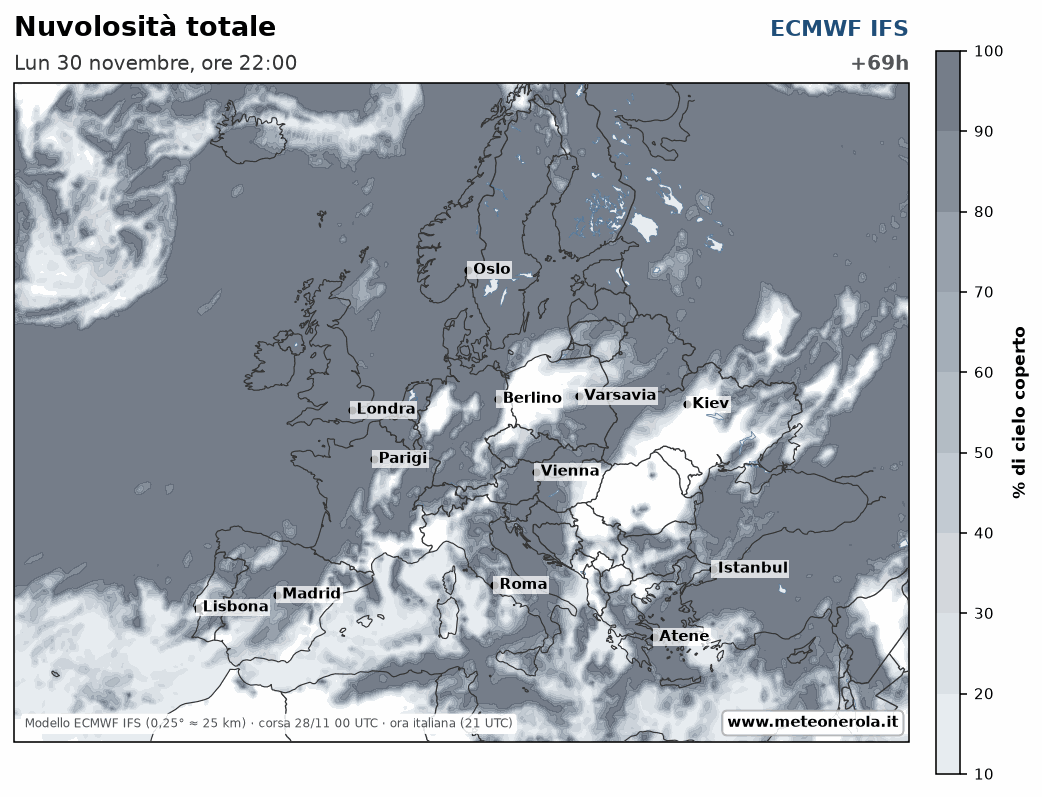 Nuvolosità totale
ECMWF IFS
Lun 30 novembre, ore 22:00
+69h
100
90
80
70
60
50
40
30
20
10
% di cielo coperto
Oslo
Berlino
Varsavia
Kiev
Londra
Parigi
Vienna
Istanbul
Roma
Madrid
Lisbona
Atene
Modello ECMWF IFS (0,25° ≈ 25 km) · corsa 28/11 00 UTC · ora italiana (21 UTC)
www.meteonerola.it